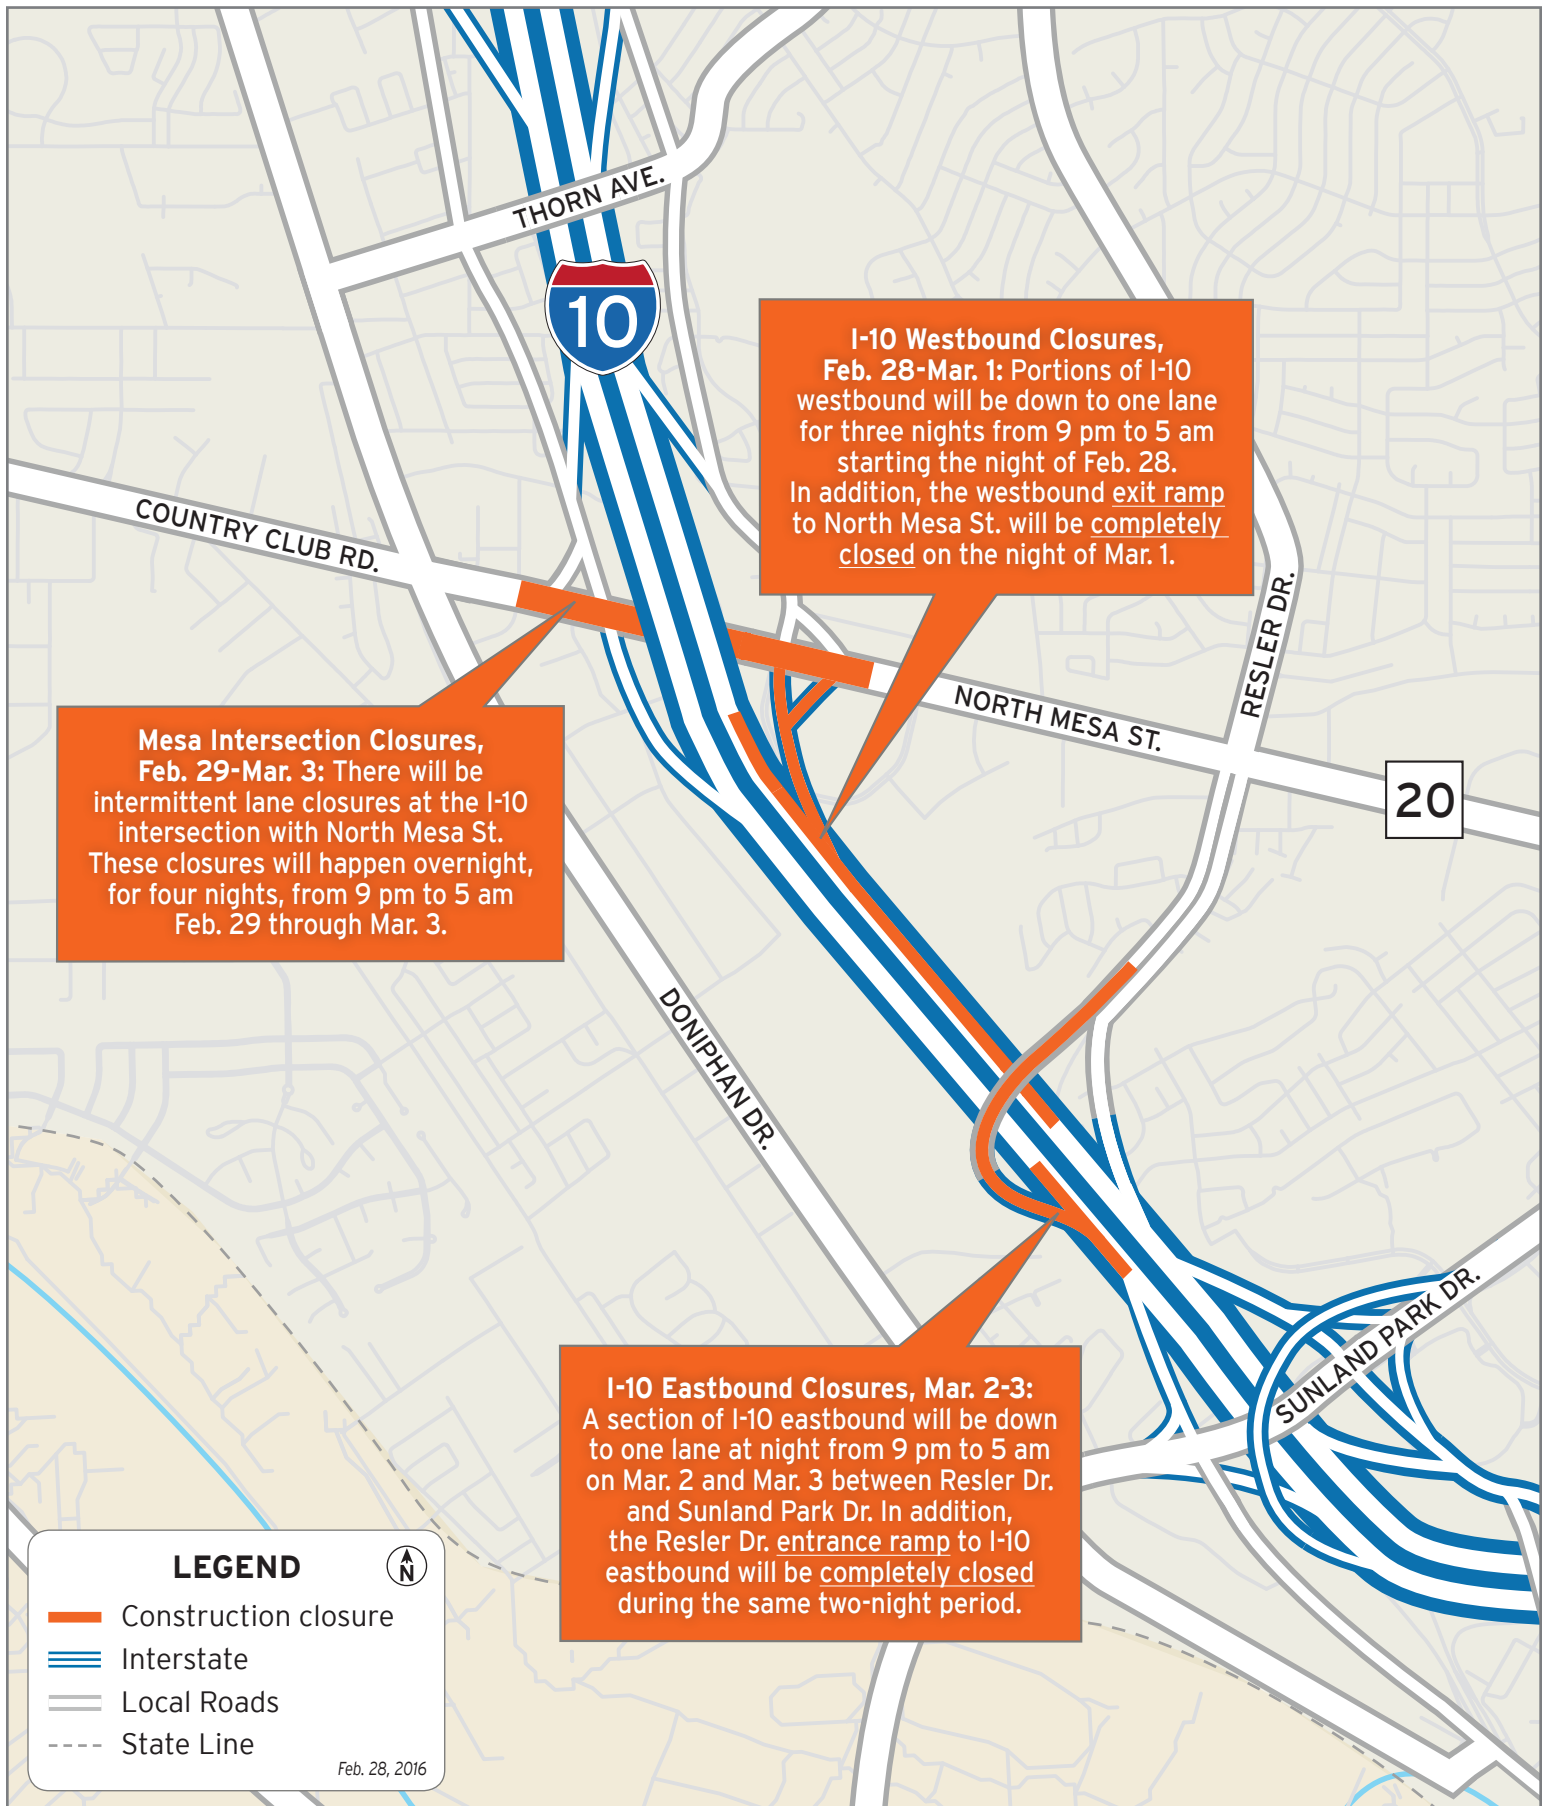 THORN AVE.
10
I-10 Westbound Closures,
Feb. 28-Mar. 1: Portions of I-10
westbound will be down to one lane
for three nights from 9 pm to 5 am
starting the night of Feb. 28.
In addition, the westbound exit ramp
to North Mesa St. will be completely
closed on the night of Mar. 1.
COUNTRY CLUB RD.
RESLER DR.
NORTH MESA ST.
20
Mesa Intersection Closures,
Feb. 29-Mar. 3: There will be
intermittent lane closures at the I-10
intersection with North Mesa St.
These closures will happen overnight,
for four nights, from 9 pm to 5 am
Feb. 29 through Mar. 3.
DONIPHAN DR.
SUNLAND PARK DR.
I-10 Eastbound Closures, Mar. 2-3:
A section of I-10 eastbound will be down
to one lane at night from 9 pm to 5 am
on Mar. 2 and Mar. 3 between Resler Dr.
and Sunland Park Dr. In addition,
the Resler Dr. entrance ramp to I-10
eastbound will be completely closed
during the same two-night period.
LEGEND
N
Construction closure
Interstate
Local Roads
State Line
Feb. 28, 2016